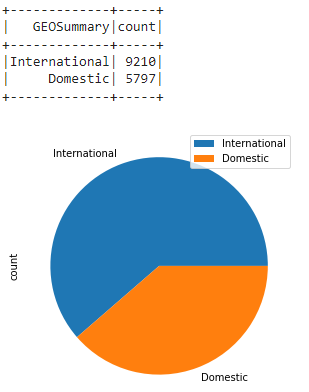 +-------------+-----+
|   GEOSummary|count|
+-------------+-----+
|International| 9210|
|     Domestic| 5797|
+-------------+-----+
International
Domestic
International
count
Domestic